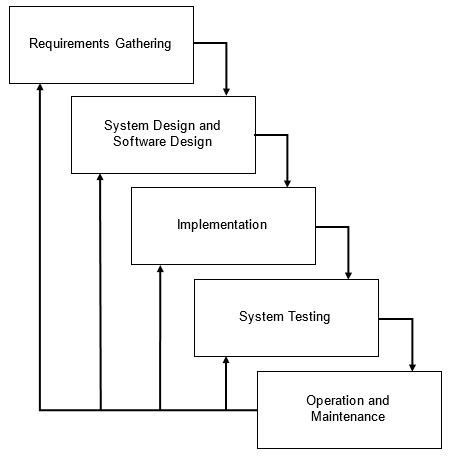 Requirements Gathering
System Design and
Software Design
Implementation
System Testing
Operation and
Maintenance